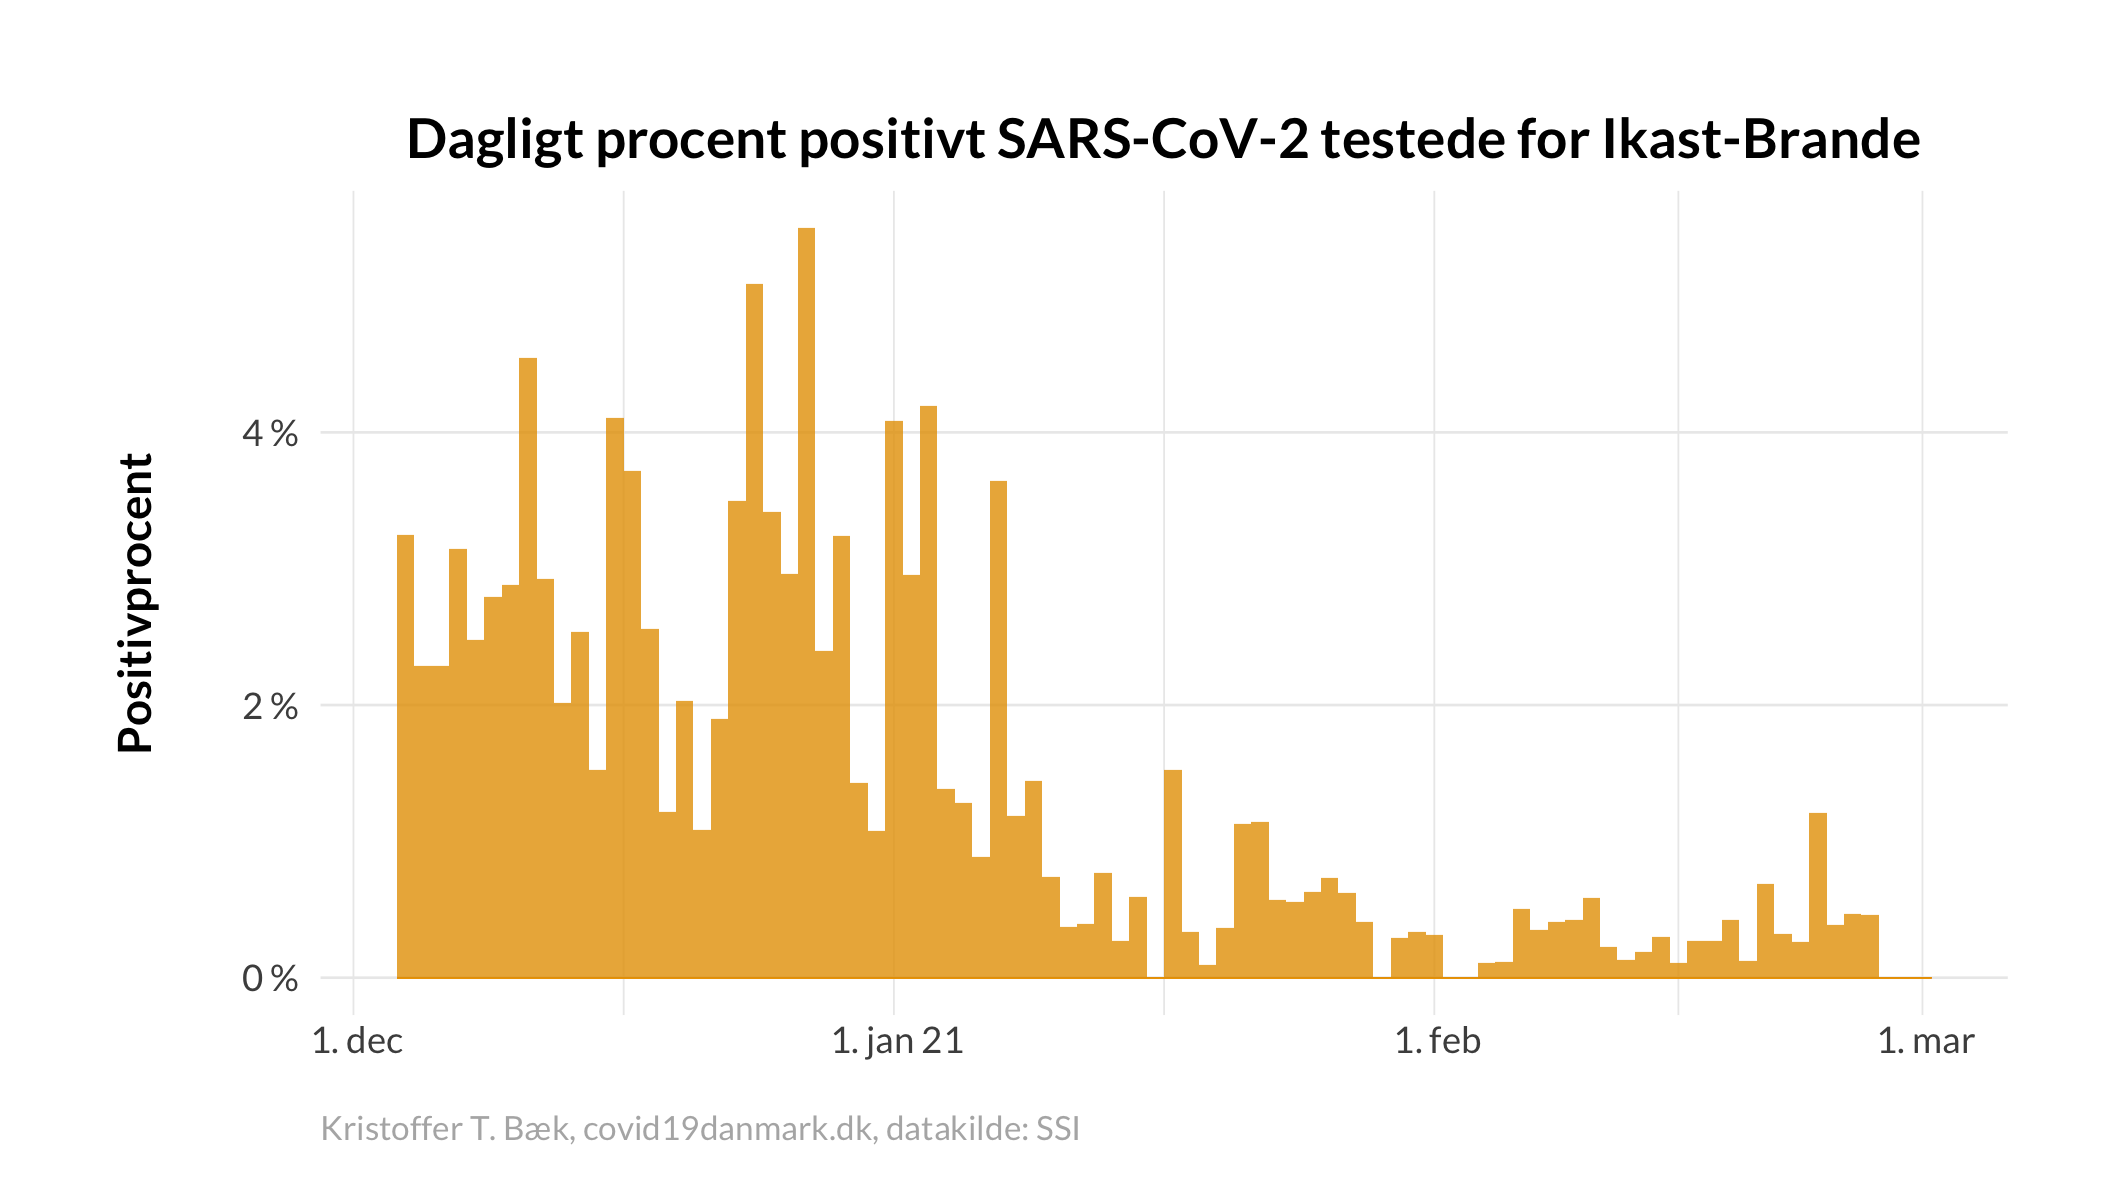 Dagligt procent positivt SARS-CoV-2 testede for Ikast-Brande
Positivprocent
4 %
2 %
0 %
1. dec
1. jan 21
1. feb
1. mar
Kristoffer T. Bæk, covid19danmark.dk, datakilde: SSI